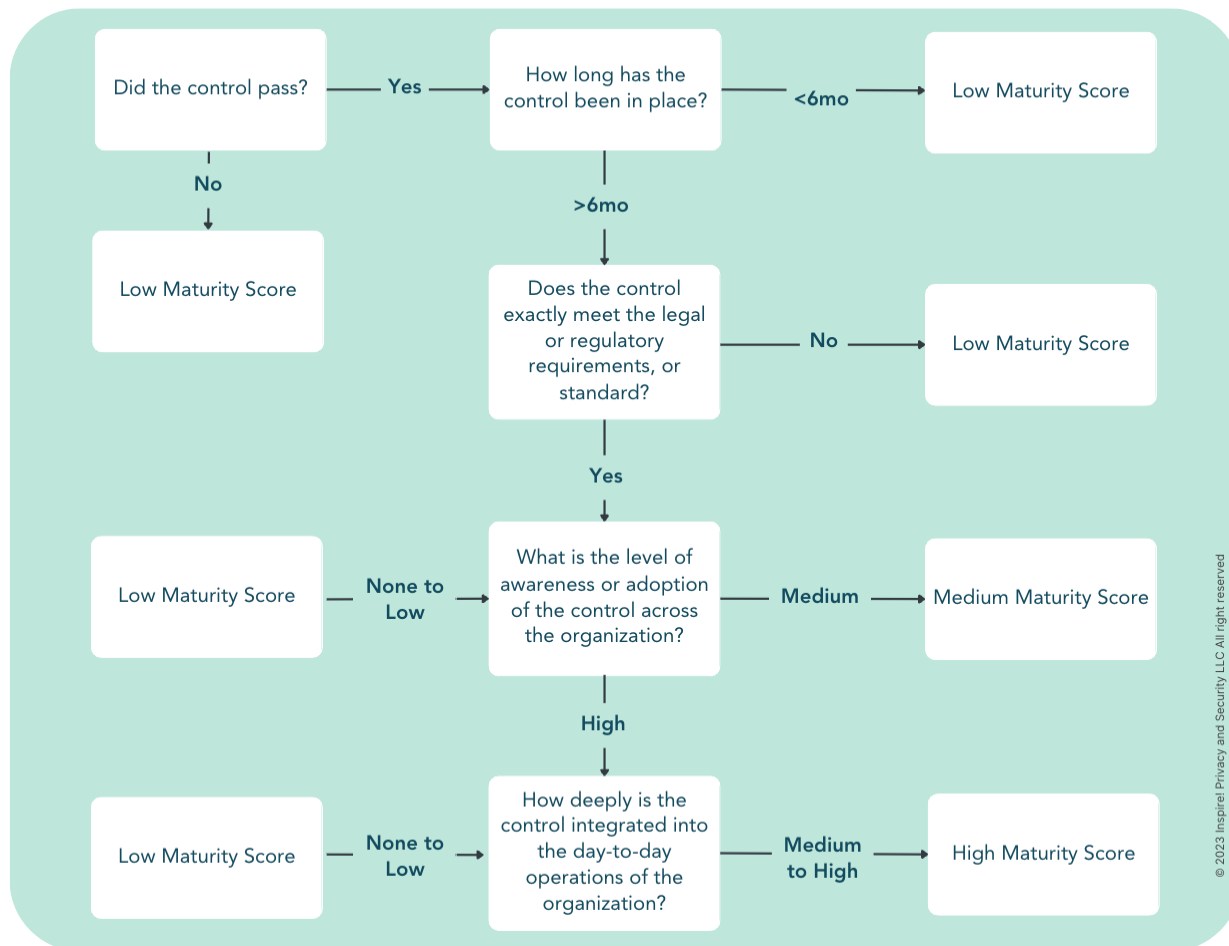 Did the control pass?
Yes
How long has the
control been in place?
<6mo
Low Maturity Score
No
>6mo
Low Maturity Score
Does the control
exactly meet the legal
or regulatory
requirements, or
standard?
No
Low Maturity Score
Yes
Low Maturity Score
None to
Low
What is the level of
awareness or adoption
of the control across
the organization?
Medium
Medium Maturity Score
High
Low Maturity Score
None to
Low
How deeply is the
control integrated into
the day-to-day
operations of the
organization?
Medium
to High
High Maturity Score
© 2023 Inspire! Privacy and Security LLC All right reserved